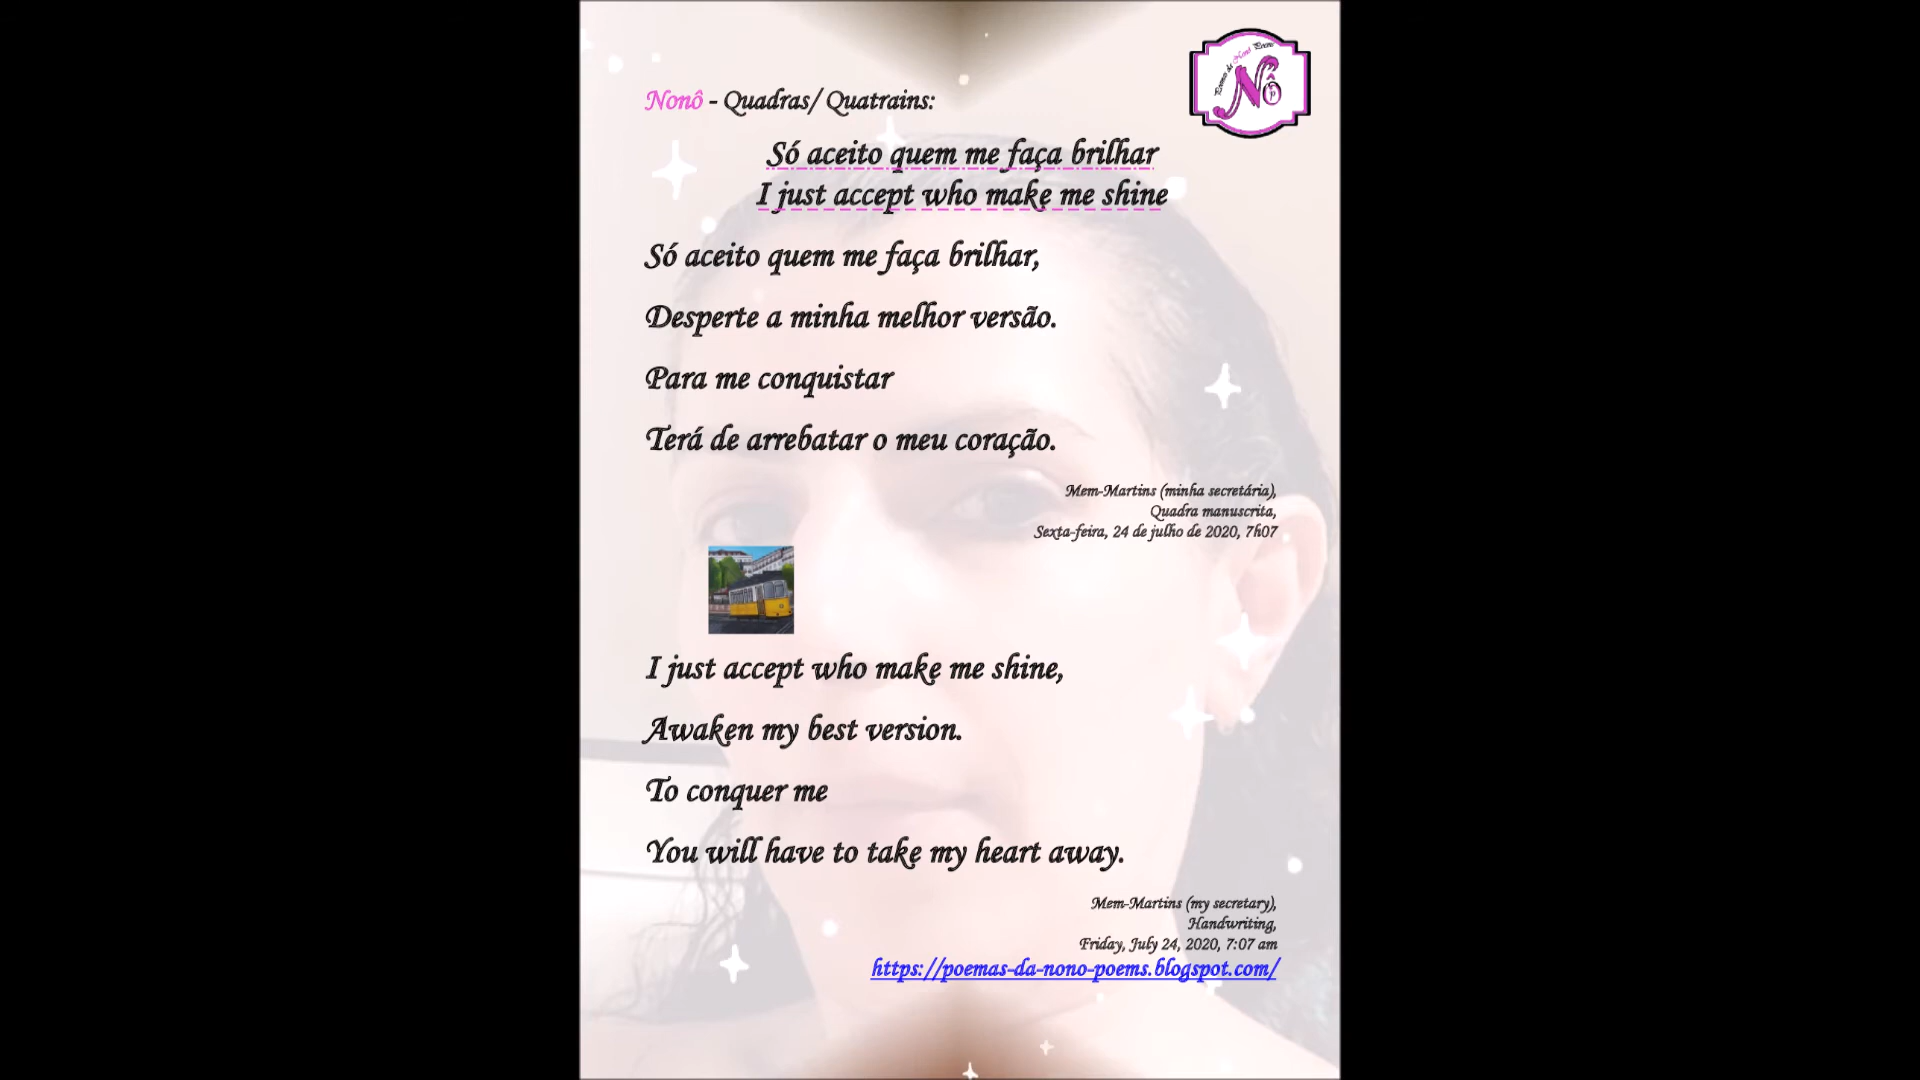 Poemas da Nonô Poems
Nô
P
Nonô - Quadras/ Quatrains:
Só aceito quem me faça brilhar
I just accept who make me shine
Só aceito quem me faça brilhar,
Desperte a minha melhor versão.
Para me conquistar
Terá de arrebatar o meu coração.
Mem-Martins (minha secretária),
Quadra manuscrita,
Sexta-feira, 24 de julho de 2020, 7h07
I just accept who make me shine,
Awaken my best version.
To conquer me
You will have to take my heart away.
Mem-Martins (my secretary),
Handwriting,
Friday, July 24, 2020, 7:07 am
https://poemas-da-nono-poems.blogspot.com/